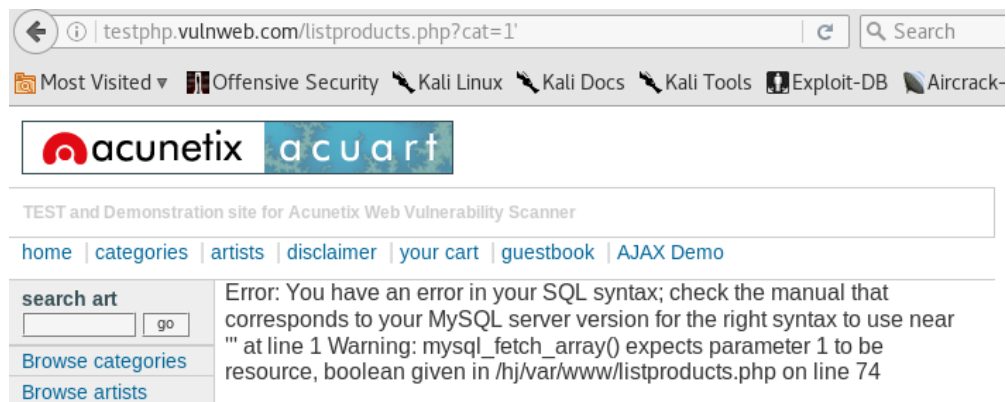 testphp.vulnweb.com/listproducts.php?cat=1'
Search
Most Visited Offensive Security Kali Linux Kali Docs Kali Tools Exploit-DB Aircrack-
acunetix acuart
TEST and Demonstration site for Acunetix Web Vulnerability Scanner
home | categories | artists | disclaimer | your cart | guestbook | AJAX Demo
search art
go
Browse categories
Browse artists
Error: You have an error in your SQL syntax; check the manual that
corresponds to your MySQL server version for the right syntax to use near
''' at line 1 Warning: mysql_fetch_array() expects parameter 1 to be
resource, boolean given in /hj/var/www/listproducts.php on line 74